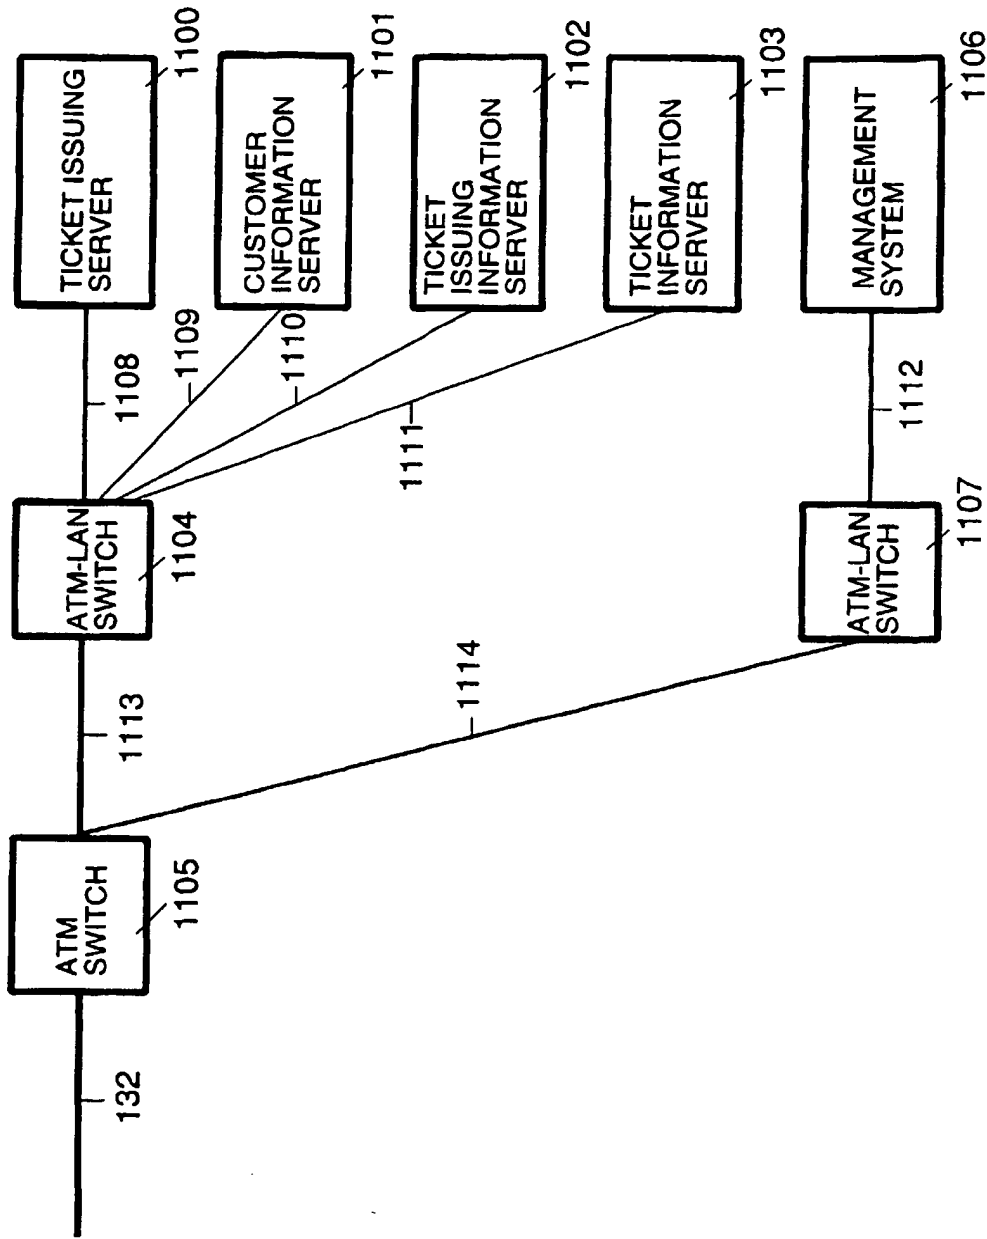 TICKET ISSUING
SERVER
1100
CUSTOMER
INFORMATION
SERVER
1101
TICKET
ISSUING
INFORMATION
SERVER
1102
TICKET
INFORMATION
SERVER
1103
MANAGEMENT
SYSTEM
1106
1108
1109
1110
1111
1112
ATM-LAN
SWITCH
1104
ATM-LAN
SWITCH
1107
1113
1114
ATM
SWITCH
1105
132